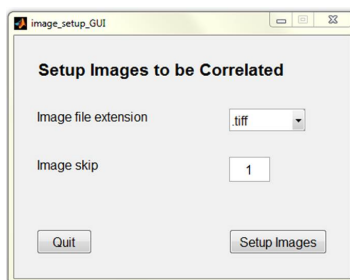 image_setup_GUI
Setup Images to be Correlated
Image file extension
.tiff
Image skip
1
Quit
Setup Images